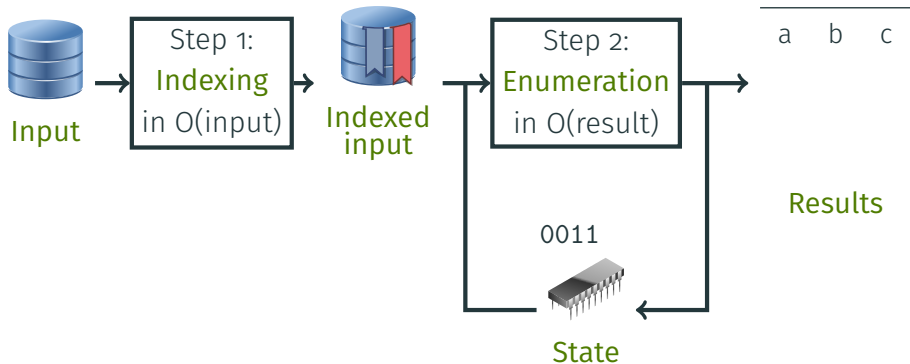 Input
Step 1:
Indexing
in O(input)
Indexed
input
Step 2:
Enumeration
in O(result)
a b c
Results
0011
State